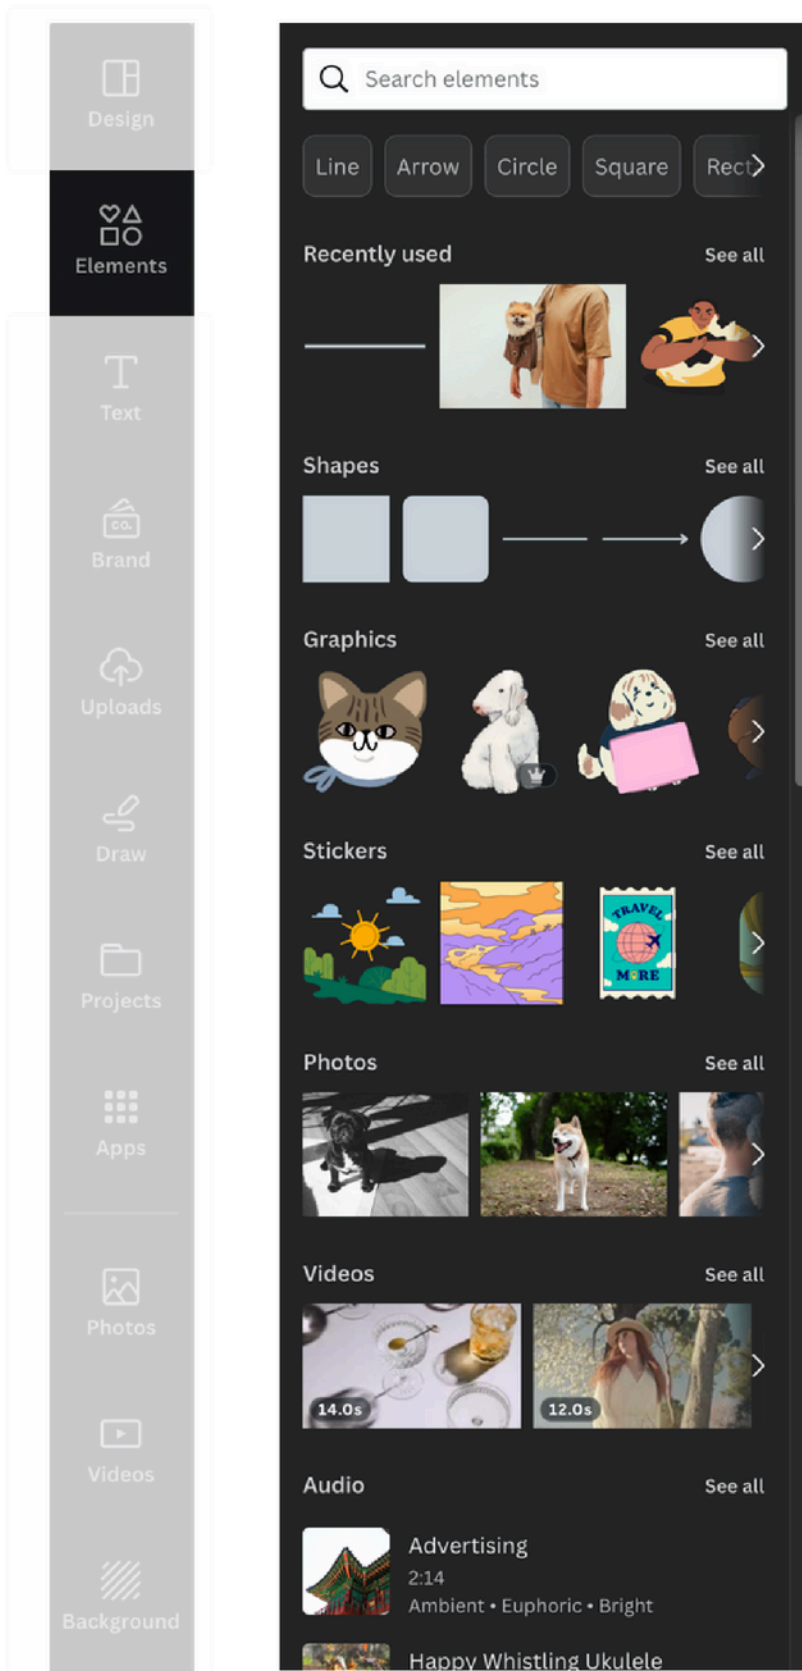 Design
Elements
Text
CO.
Brand
Uploads
Draw
Projects
Apps
Photos
Videos
Background
Search elements
Line Arrow Circle Square Rect
Recently used See all
Shapes See all
Graphics See all
Stickers See all
TRAVEL
MORE
Photos See all
Videos See all
14.0s 12.0s
Audio See all
Advertising
2:14
Ambient • Euphoric • Bright
Happy Whistling Ukulele